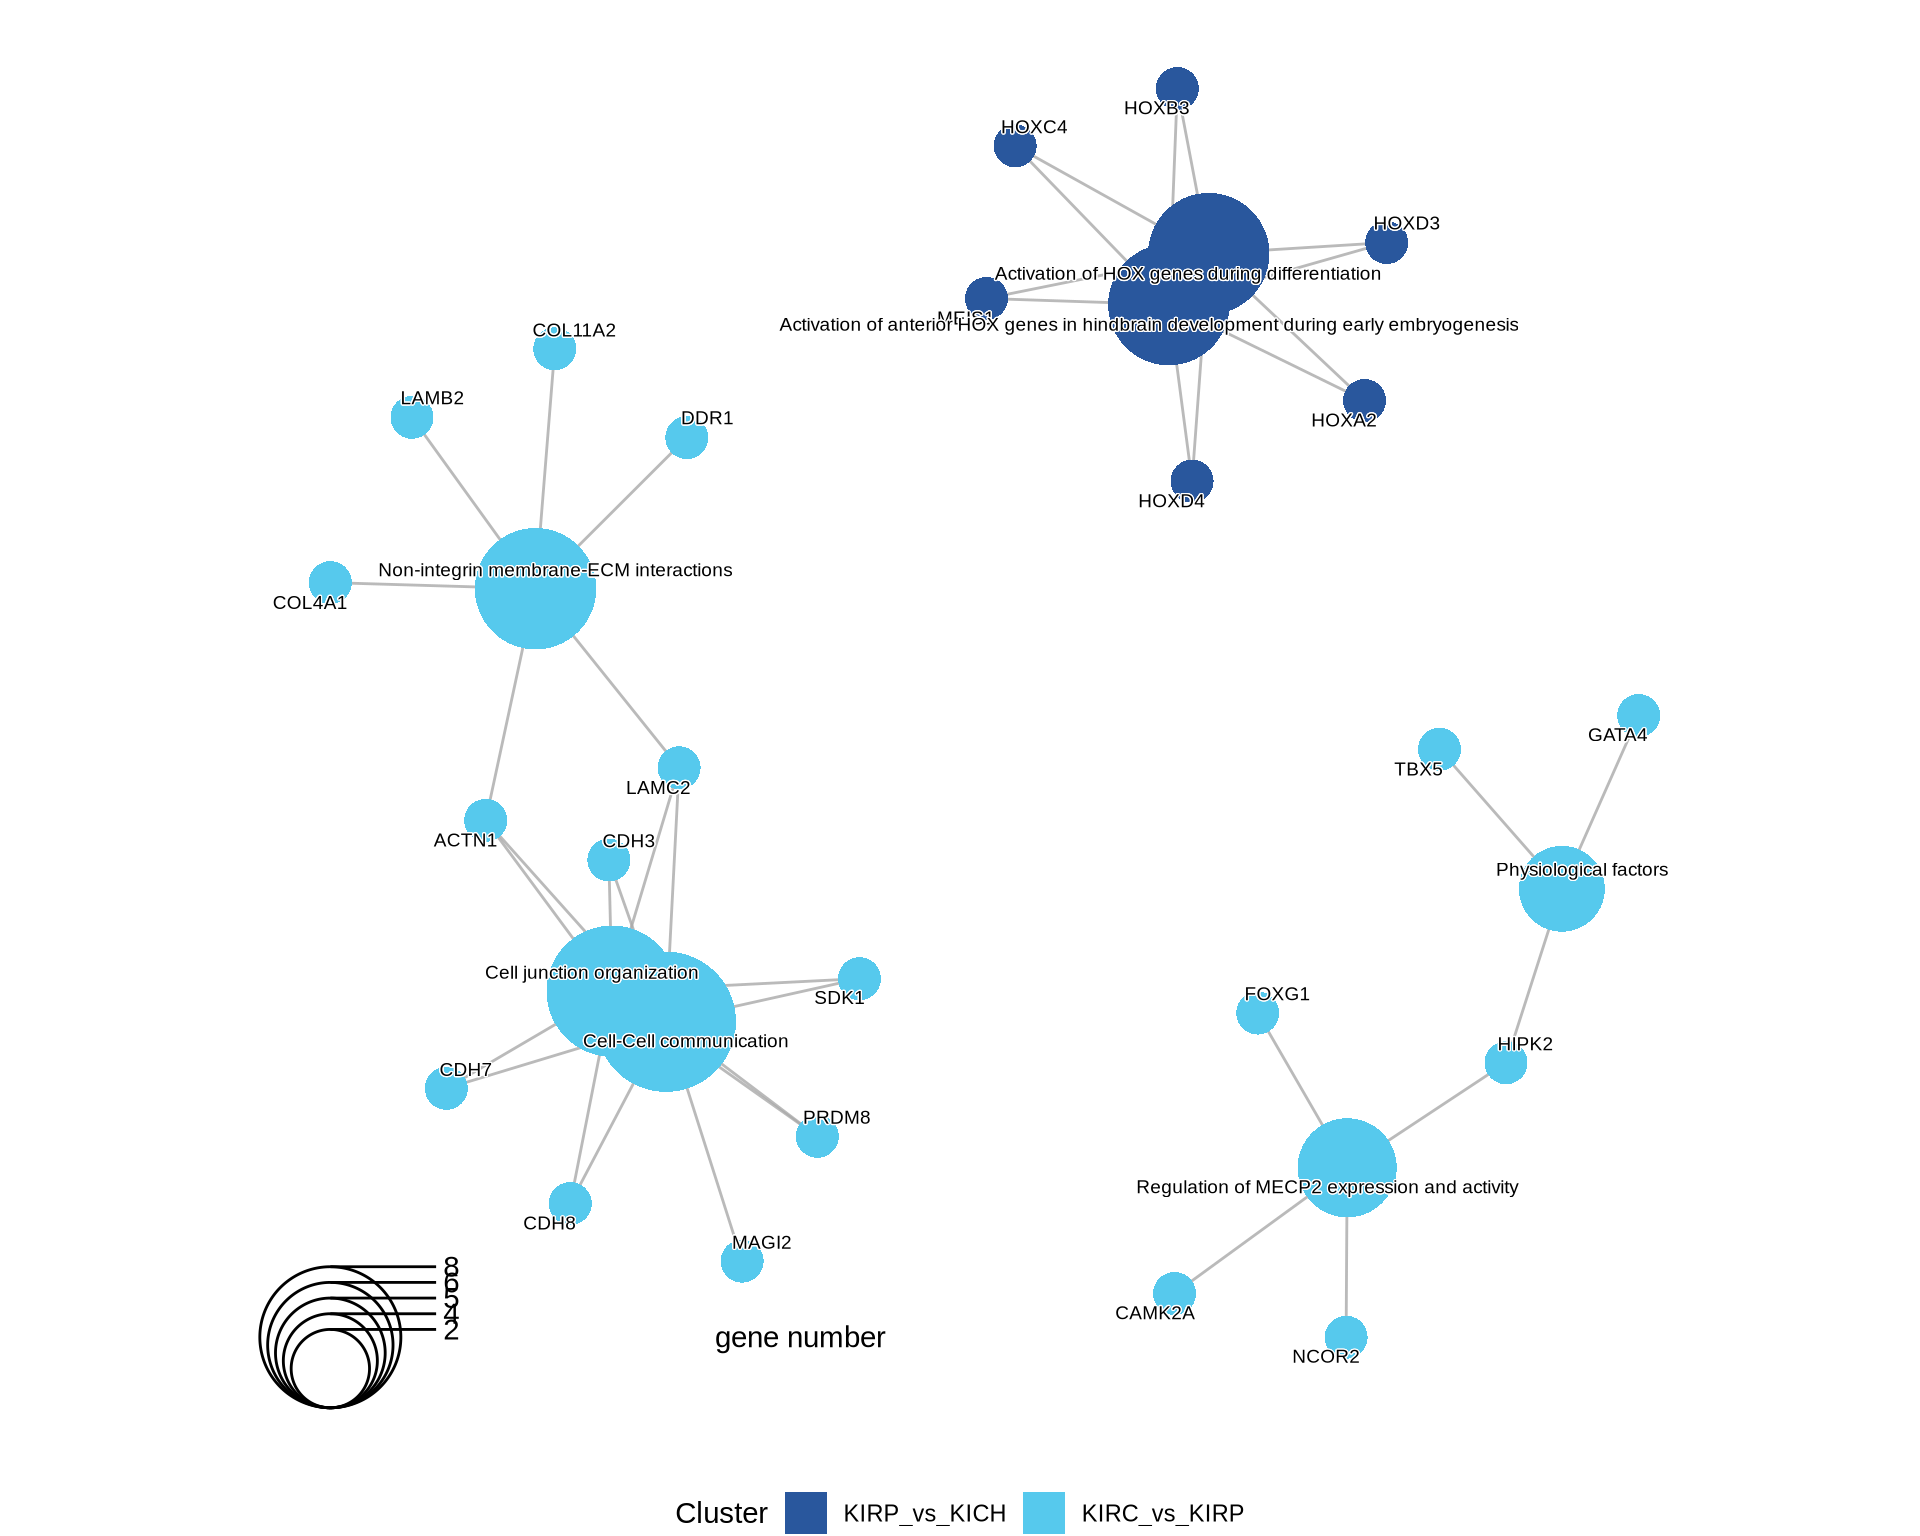 HOXB3
HOXC4
HOXD3
Activation of HOX genes during differentiation
MEIS1
Activation of anterior HOX genes in hindbrain development during early embryogenesis
COL11A2
LAMB2
DDR1
HOXA2
HOXD4
Non-integrin membrane-ECM interactions
COL4A1
GATA4
TBX5
LAMC2
ACTN1
CDH3
Physiological factors
Cell junction organization
SDK1
FOXG1
Cell-Cell communication
HIPK2
CDH7
PRDM8
Regulation of MECP2 expression and activity
CDH8
MAGI2
8
6
5
4
2
CAMK2A
gene number
NCOR2
Cluster KIRP_vs_KICH KIRC_vs_KIRP